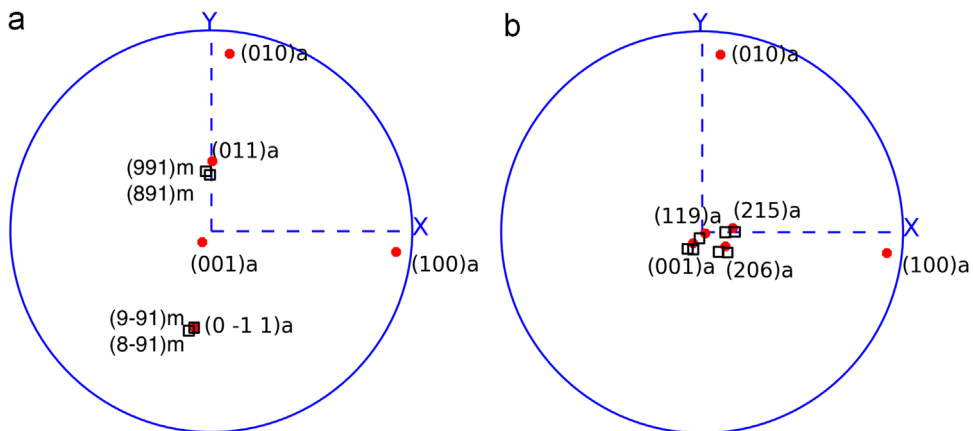 a
Y
(010)a
(011)a
(991)m
(891)m
X
(001)a
(100)a
(9-91)m
(0 -1 1)a
(8-91)m
b
Y
(010)a
(119)a
(215)a
X
(001)a
(206)a
(100)a